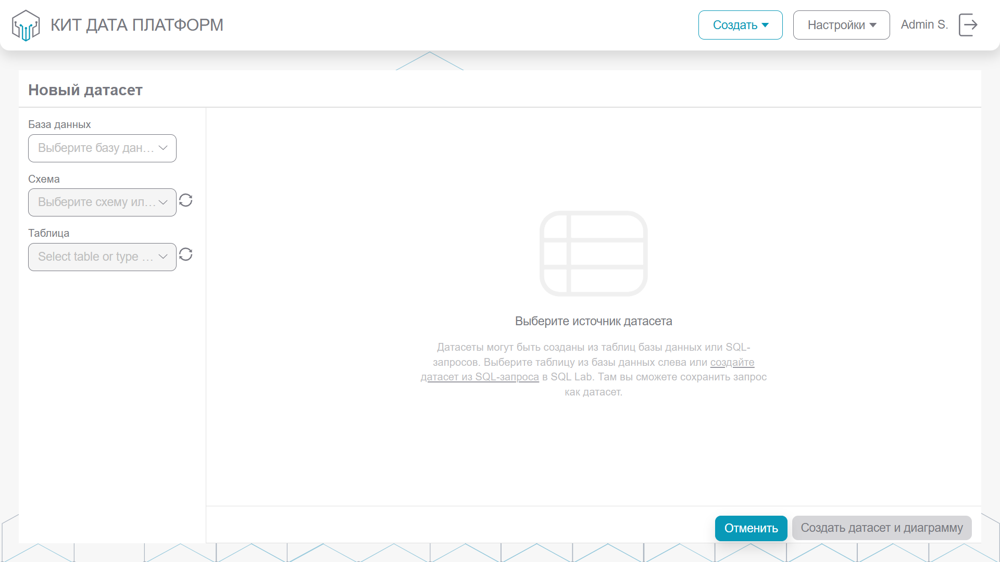 КИТ ДАТА ПЛАТФОРМ
Создать
Настройки
Admin S.
Новый датасет
База данных
Выберите базу дан...
Схема
Выберите схему ил...
Таблица
Select table or type ...
Выберите источник датасета
Датасеты могут быть созданы из таблиц базы данных или SQL-
запросов. Выберите таблицу из базы данных слева или создайте
датасет из SQL-запроса в SQL Lab. Там вы сможете сохранить запрос
как датасет.
Отменить
Создать датасет и диаграмму